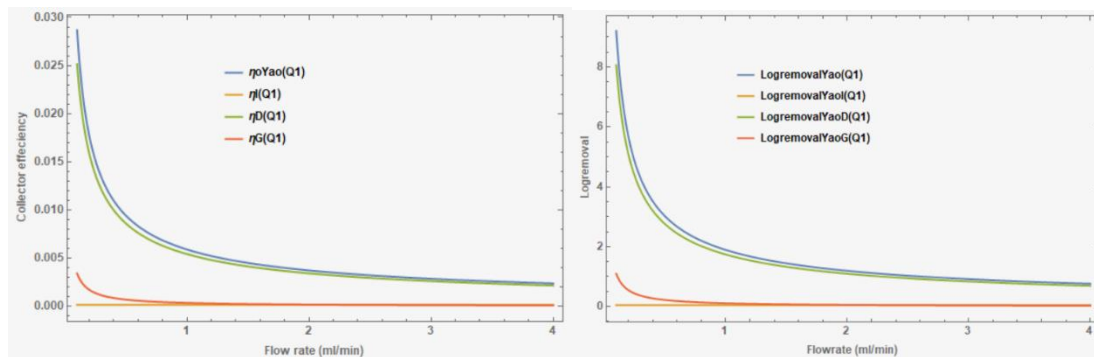 0.030
0.025
0.020
0.015
0.010
0.005
0.000
Collector effeciency
ηoYao(Q1)
ηI(Q1)
ηD(Q1)
ηG(Q1)
1
2
3
4
Flow rate (ml/min)
8
6
4
2
0
Logremoval
LogremovalYao(Q1)
LogremovalYaoI(Q1)
LogremovalYaoD(Q1)
LogremovalYaoG(Q1)
1
2
3
4
Flowrate (ml/min)